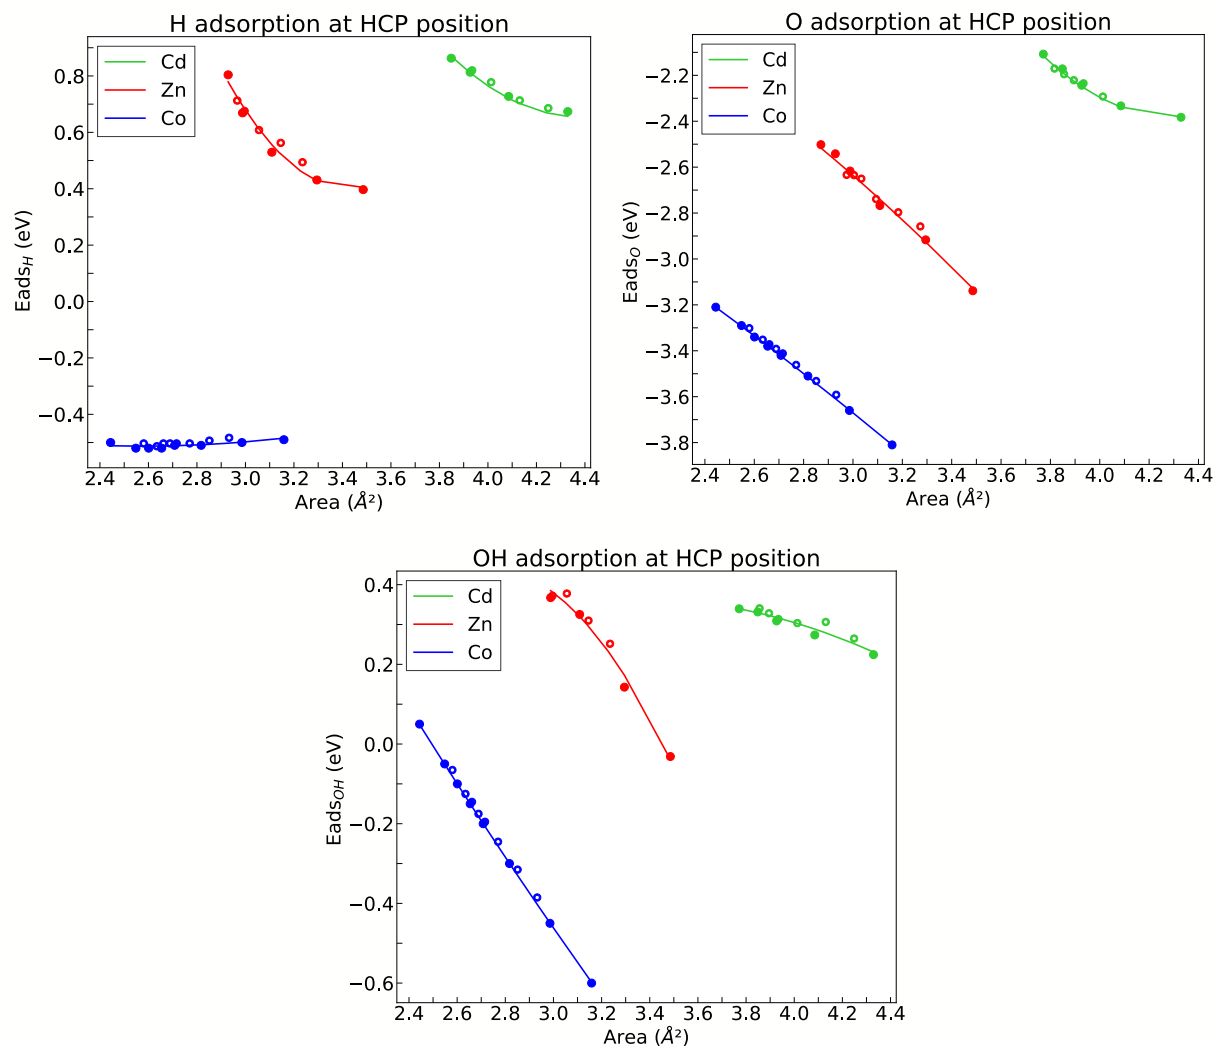 H adsorption at HCP position
Cd
Zn
Co
0.8
0.6
0.4
0.2
0.0
−0.2
−0.4
2.4 2.6 2.8 3.0 3.2 3.4 3.6 3.8 4.0 4.2 4.4
Area (Å²)
Eads_H (eV)
O adsorption at HCP position
Cd
Zn
Co
−2.2
−2.4
−2.6
−2.8
−3.0
−3.2
−3.4
−3.6
−3.8
2.4 2.6 2.8 3.0 3.2 3.4 3.6 3.8 4.0 4.2 4.4
Area (Å²)
Eads_O (eV)
OH adsorption at HCP position
Cd
Zn
Co
0.4
0.2
0.0
−0.2
−0.4
−0.6
2.4 2.6 2.8 3.0 3.2 3.4 3.6 3.8 4.0 4.2 4.4
Area (Å²)
Eads_OH (eV)